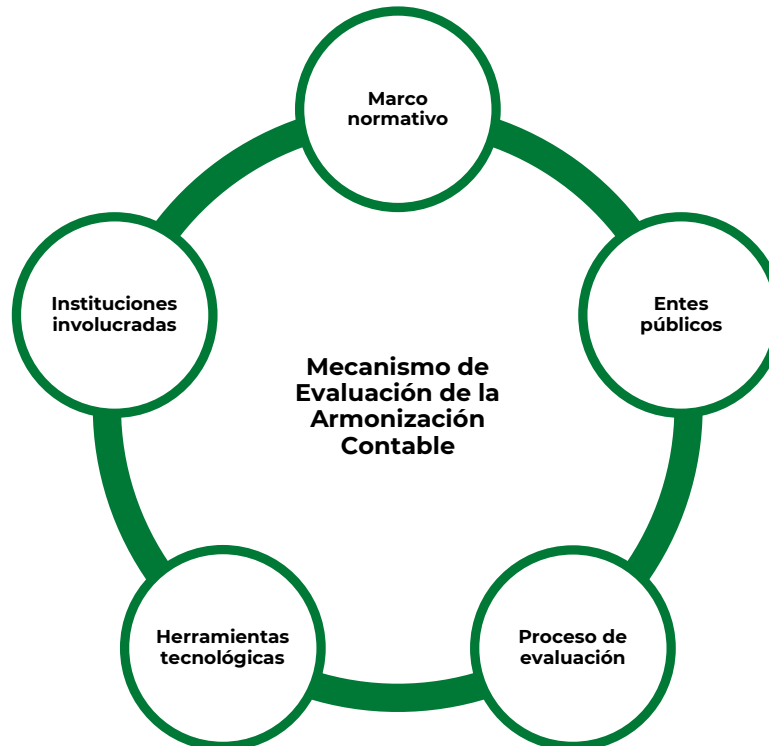 Marco
normativo
Instituciones
involucradas
Entes
públicos
Mecanismo de
Evaluación de la
Armonización
Contable
Herramientas
tecnológicas
Proceso de
evaluación